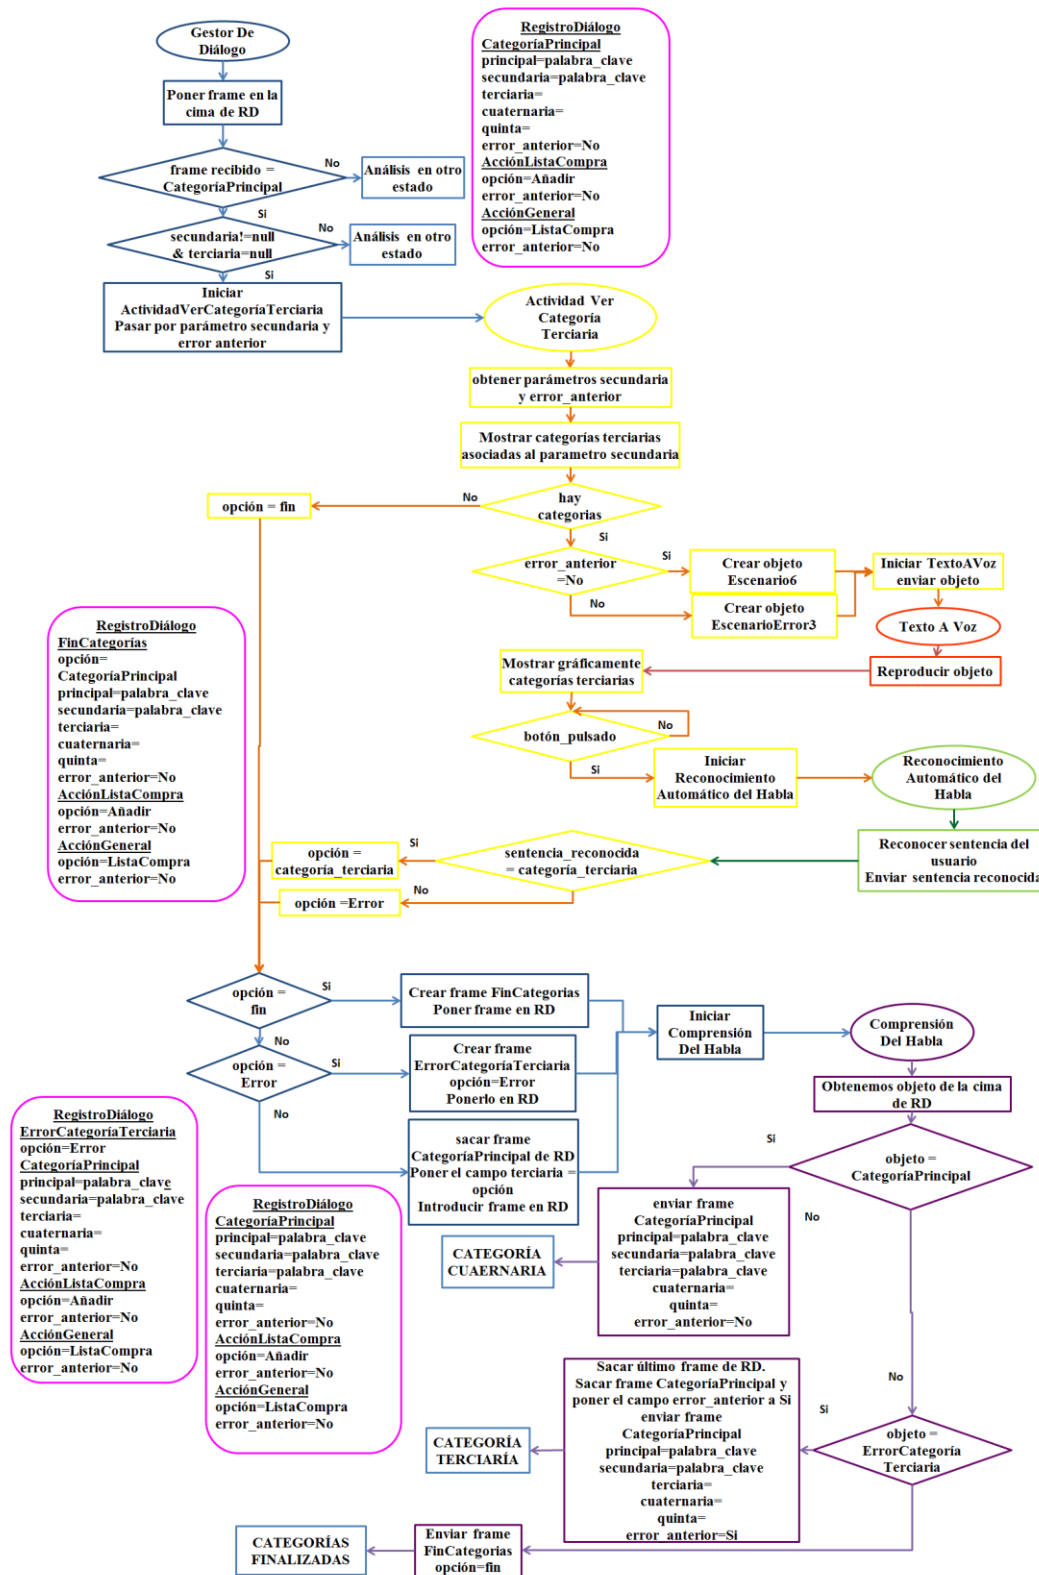 Gestor De
Diálogo
Poner frame en la
cima de RD
frame recibido =
CategoríaPrincipal
No
Análisis en otro
estado
Si
secundaria!=null
& terciaria=null
No
Análisis en otro
estado
Si
Iniciar
ActividadVerCategoríaTerciaria
Pasar por parámetro secundaria y
error anterior
RegistroDiálogo
CategoríaPrincipal
principal=palabra_clave
secundaria=palabra_clave
terciaria=
cuaternaria=
quinta=
error_anterior=No
AcciónListaCompra
opción=Añadir
error_anterior=No
AcciónGeneral
opción=ListaCompra
error_anterior=No
Actividad Ver
Categoría
Terciaria
obtener parámetros secundaria
y error_anterior
Mostrar categorías terciarias
asociadas al parametro secundaria
hay
categorias
No
opción = fin
Si
error_anterior
=No
Si
Crear objeto
Escenario6
No
Crear objeto
EscenarioError3
Iniciar TextoAVoz
enviar objeto
Texto A Voz
Reproducir objeto
Mostrar gráficamente
categorías terciarias
botón_pulsado
No
Si
Iniciar
Reconocimiento
Automático del Habla
Reconocimiento
Automático del
Habla
Reconocer sentencia del
usuario
Enviar sentencia reconocida
sentencia_reconocida
= categoría_terciaria
Si
opción =
categoría_terciaria
No
opción =Error
RegistroDiálogo
FinCategorías
opción=
CategoríaPrincipal
principal=palabra_clave
secundaria=palabra_clave
terciaria=
cuaternaria=
quinta=
error_anterior=No
AcciónListaCompra
opción=Añadir
error_anterior=No
AcciónGeneral
opción=ListaCompra
error_anterior=No
opción =
fin
Si
Crear frame FinCategorias
Poner frame en RD
No
opción =
Error
Si
Crear frame
ErrorCategoríaTerciaria
opción=Error
Ponerlo en RD
No
sacar frame
CategoríaPrincipal de RD
Poner el campo terciaria =
opción
Introducir frame en RD
Iniciar
Comprensión
Del Habla
Comprensión
Del Habla
Obtenemos objeto de la cima
de RD
objeto =
CategoríaPrincipal
Si
No
enviar frame
CategoríaPrincipal
principal=palabra_clave
secundaria=palabra_clave
terciaria=palabra_clave
cuaternaria=
quinta=
error_anterior=No
CATEGORÍA
CUAERNARIA
RegistroDiálogo
ErrorCategoríaTerciaria
opción=Error
CategoríaPrincipal
principal=palabra_clave
secundaria=palabra_clave
terciaria=
cuaternaria=
quinta=
error_anterior=No
AcciónListaCompra
opción=Añadir
error_anterior=No
AcciónGeneral
opción=ListaCompra
error_anterior=No
RegistroDiálogo
CategoríaPrincipal
principal=palabra_clave
secundaria=palabra_clave
terciaria=palabra_clave
cuaternaria=
quinta=
error_anterior=No
AcciónListaCompra
opción=Añadir
error_anterior=No
AcciónGeneral
opción=ListaCompra
error_anterior=No
No
objeto =
ErrorCategoría
Terciaria
Si
Sacar último frame de RD.
Sacar frame CategoríaPrincipal y
poner el campo error_anterior a Si
enviar frame
CategoríaPrincipal
principal=palabra_clave
secundaria=palabra_clave
terciaria=
cuaternaria=
quinta=
error_anterior=Si
CATEGORÍA
TERCIARÍA
Enviar frame
FinCategorias
opción=fin
CATEGORÍAS
FINALIZADAS